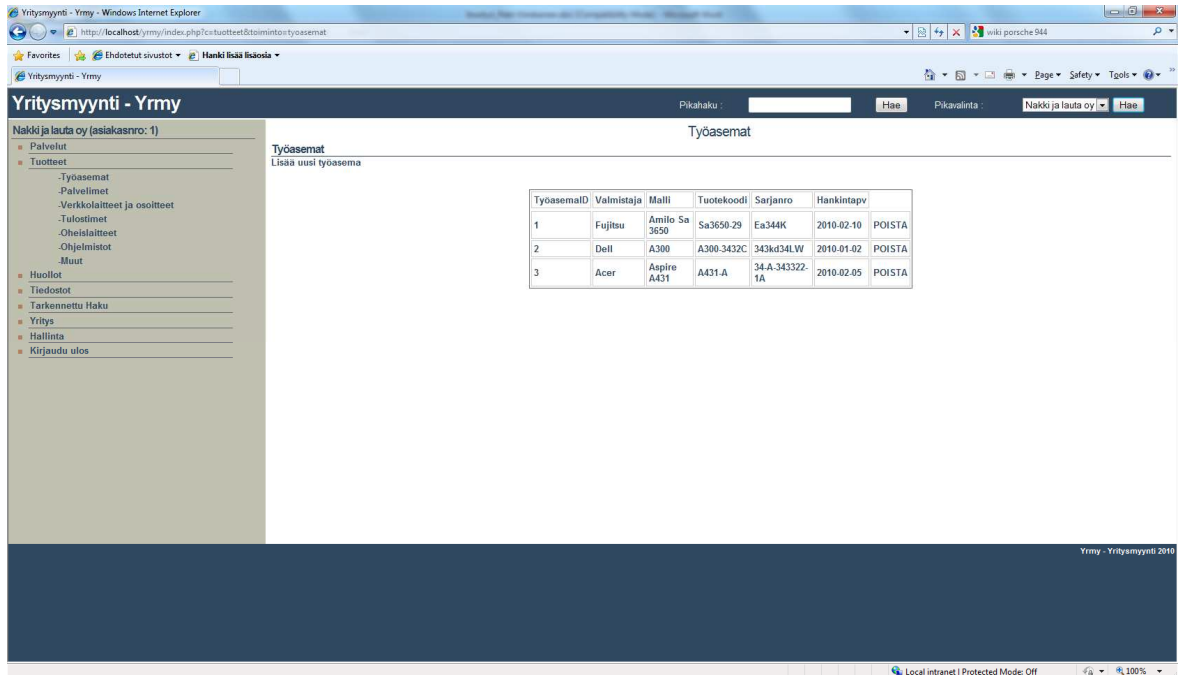 Yritysmyynti - Yrmy - Windows Internet Explorer
http://localhost/yrmy/index.php?c=tuotteet&toiminto=tyoasemat
wiki porsche 944
Favorites Ehdotetut sivustot Hanki lisää lisäosia
Yritysmyynti - Yrmy
Page Safety Tools
Yritysmyynti - Yrmy
Pikahaku : Hae Pikavalinta : Nakki ja lauta oy Hae
Nakki ja lauta oy (asiakasnro: 1)
Palvelut
Tuotteet
-Työasemat
-Palvelimet
-Verkkolaitteet ja osoitteet
-Tulostimet
-Oheislaitteet
-Ohjelmistot
-Muut
Huollot
Tiedostot
Tarkennettu Haku
Yritys
Hallinta
Kirjaudu ulos
Työasemat
Työasemat
Lisää uusi työasema
TyöasemaID Valmistaja Malli Tuotekoodi Sarjanro Hankintapv
1 Fujitsu Amilo Sa 3650 Sa3650-29 Ea344K 2010-02-10 POISTA
2 Dell A300 A300-3432C 343kd34LW 2010-01-02 POISTA
3 Acer Aspire A431 A431-A 34-A-343322-1A 2010-02-05 POISTA
Yrmy - Yritysmyynti 2010
Local intranet | Protected Mode: Off 100%